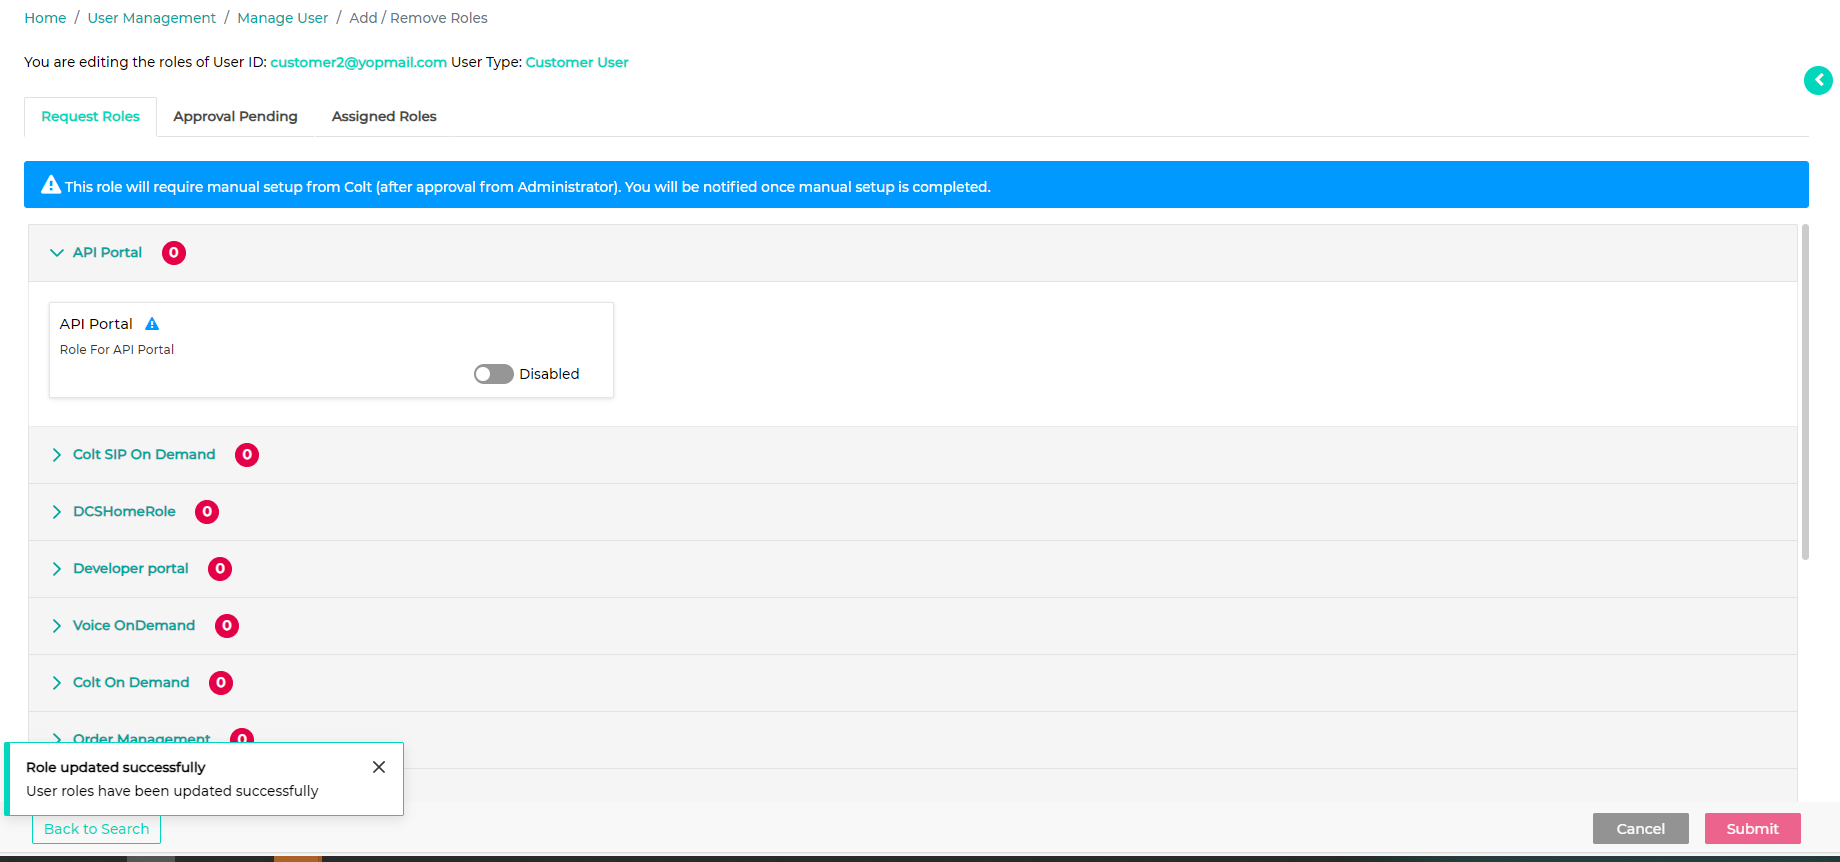 Home / User Management / Manage User / Add / Remove Roles
You are editing the roles of User ID: customer2@yopmail.com User Type: Customer User
Request Roles Approval Pending Assigned Roles
This role will require manual setup from Colt (after approval from Administrator). You will be notified once manual setup is completed.
API Portal 0
API Portal
Role For API Portal
Disabled
Colt SIP On Demand 0
DCSHomeRole 0
Developer portal 0
Voice OnDemand 0
Colt On Demand 0
Order Management 0
Role updated successfully
User roles have been updated successfully
Back to Search Cancel Submit